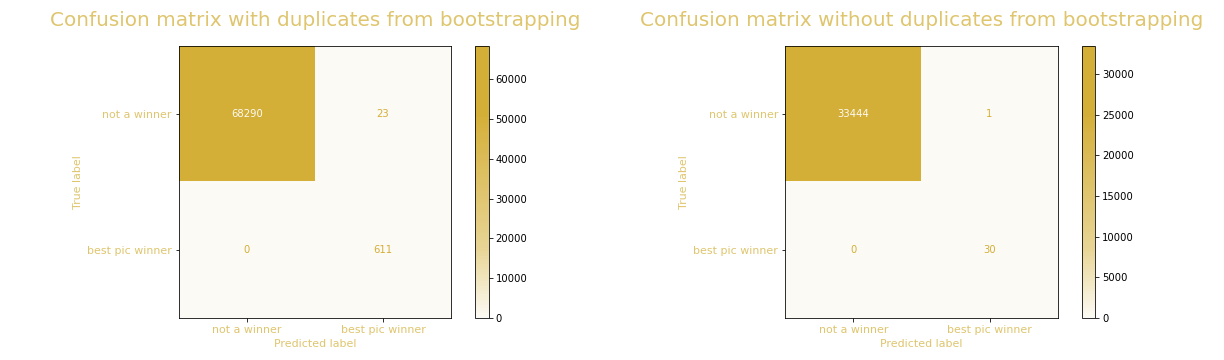 Confusion matrix with duplicates from bootstrapping
not a winner
best pic winner
True label
68290
23
0
611
not a winner
best pic winner
Predicted label
60000
50000
40000
30000
20000
10000
0
Confusion matrix without duplicates from bootstrapping
not a winner
best pic winner
True label
33444
1
0
30
not a winner
best pic winner
Predicted label
30000
25000
20000
15000
10000
5000
0